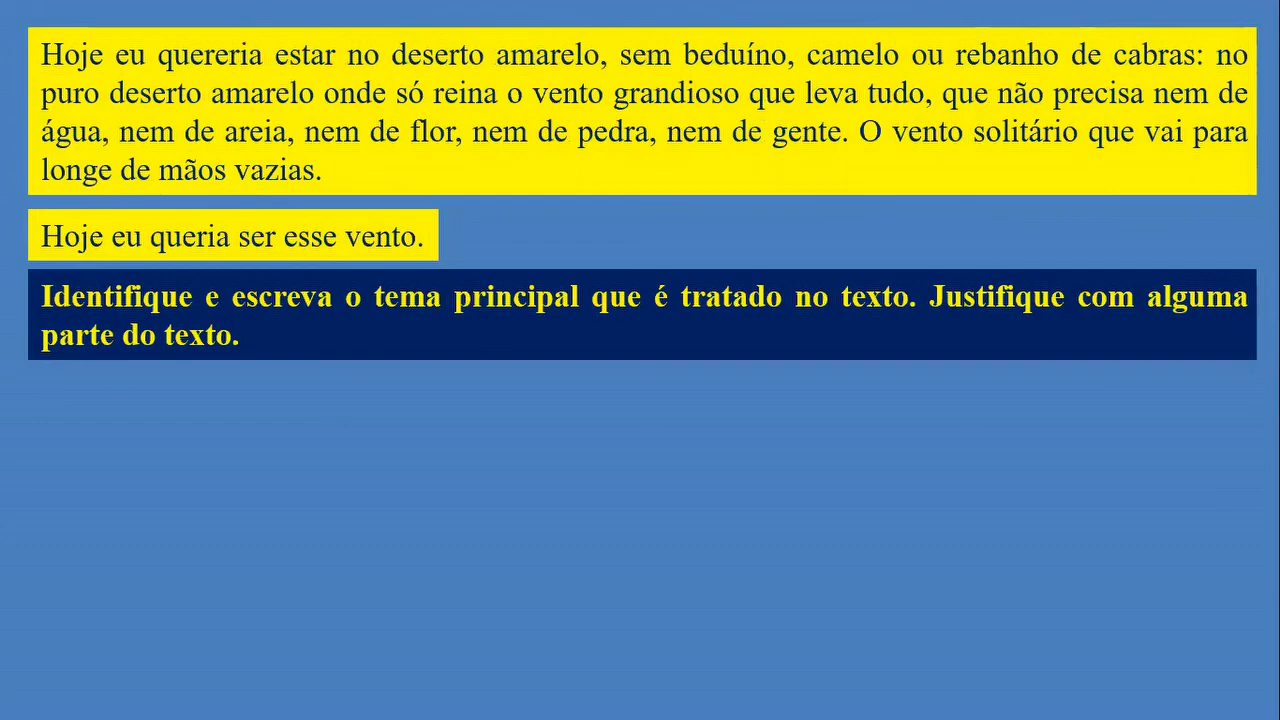 Hoje eu quereria estar no deserto amarelo, sem beduíno, camelo ou rebanho de cabras: no
puro deserto amarelo onde só reina o vento grandioso que leva tudo, que não precisa nem de
água, nem de areia, nem de flor, nem de pedra, nem de gente. O vento solitário que vai para
longe de mãos vazias.
Hoje eu queria ser esse vento.
Identifique e escreva o tema principal que é tratado no texto. Justifique com alguma
parte do texto.